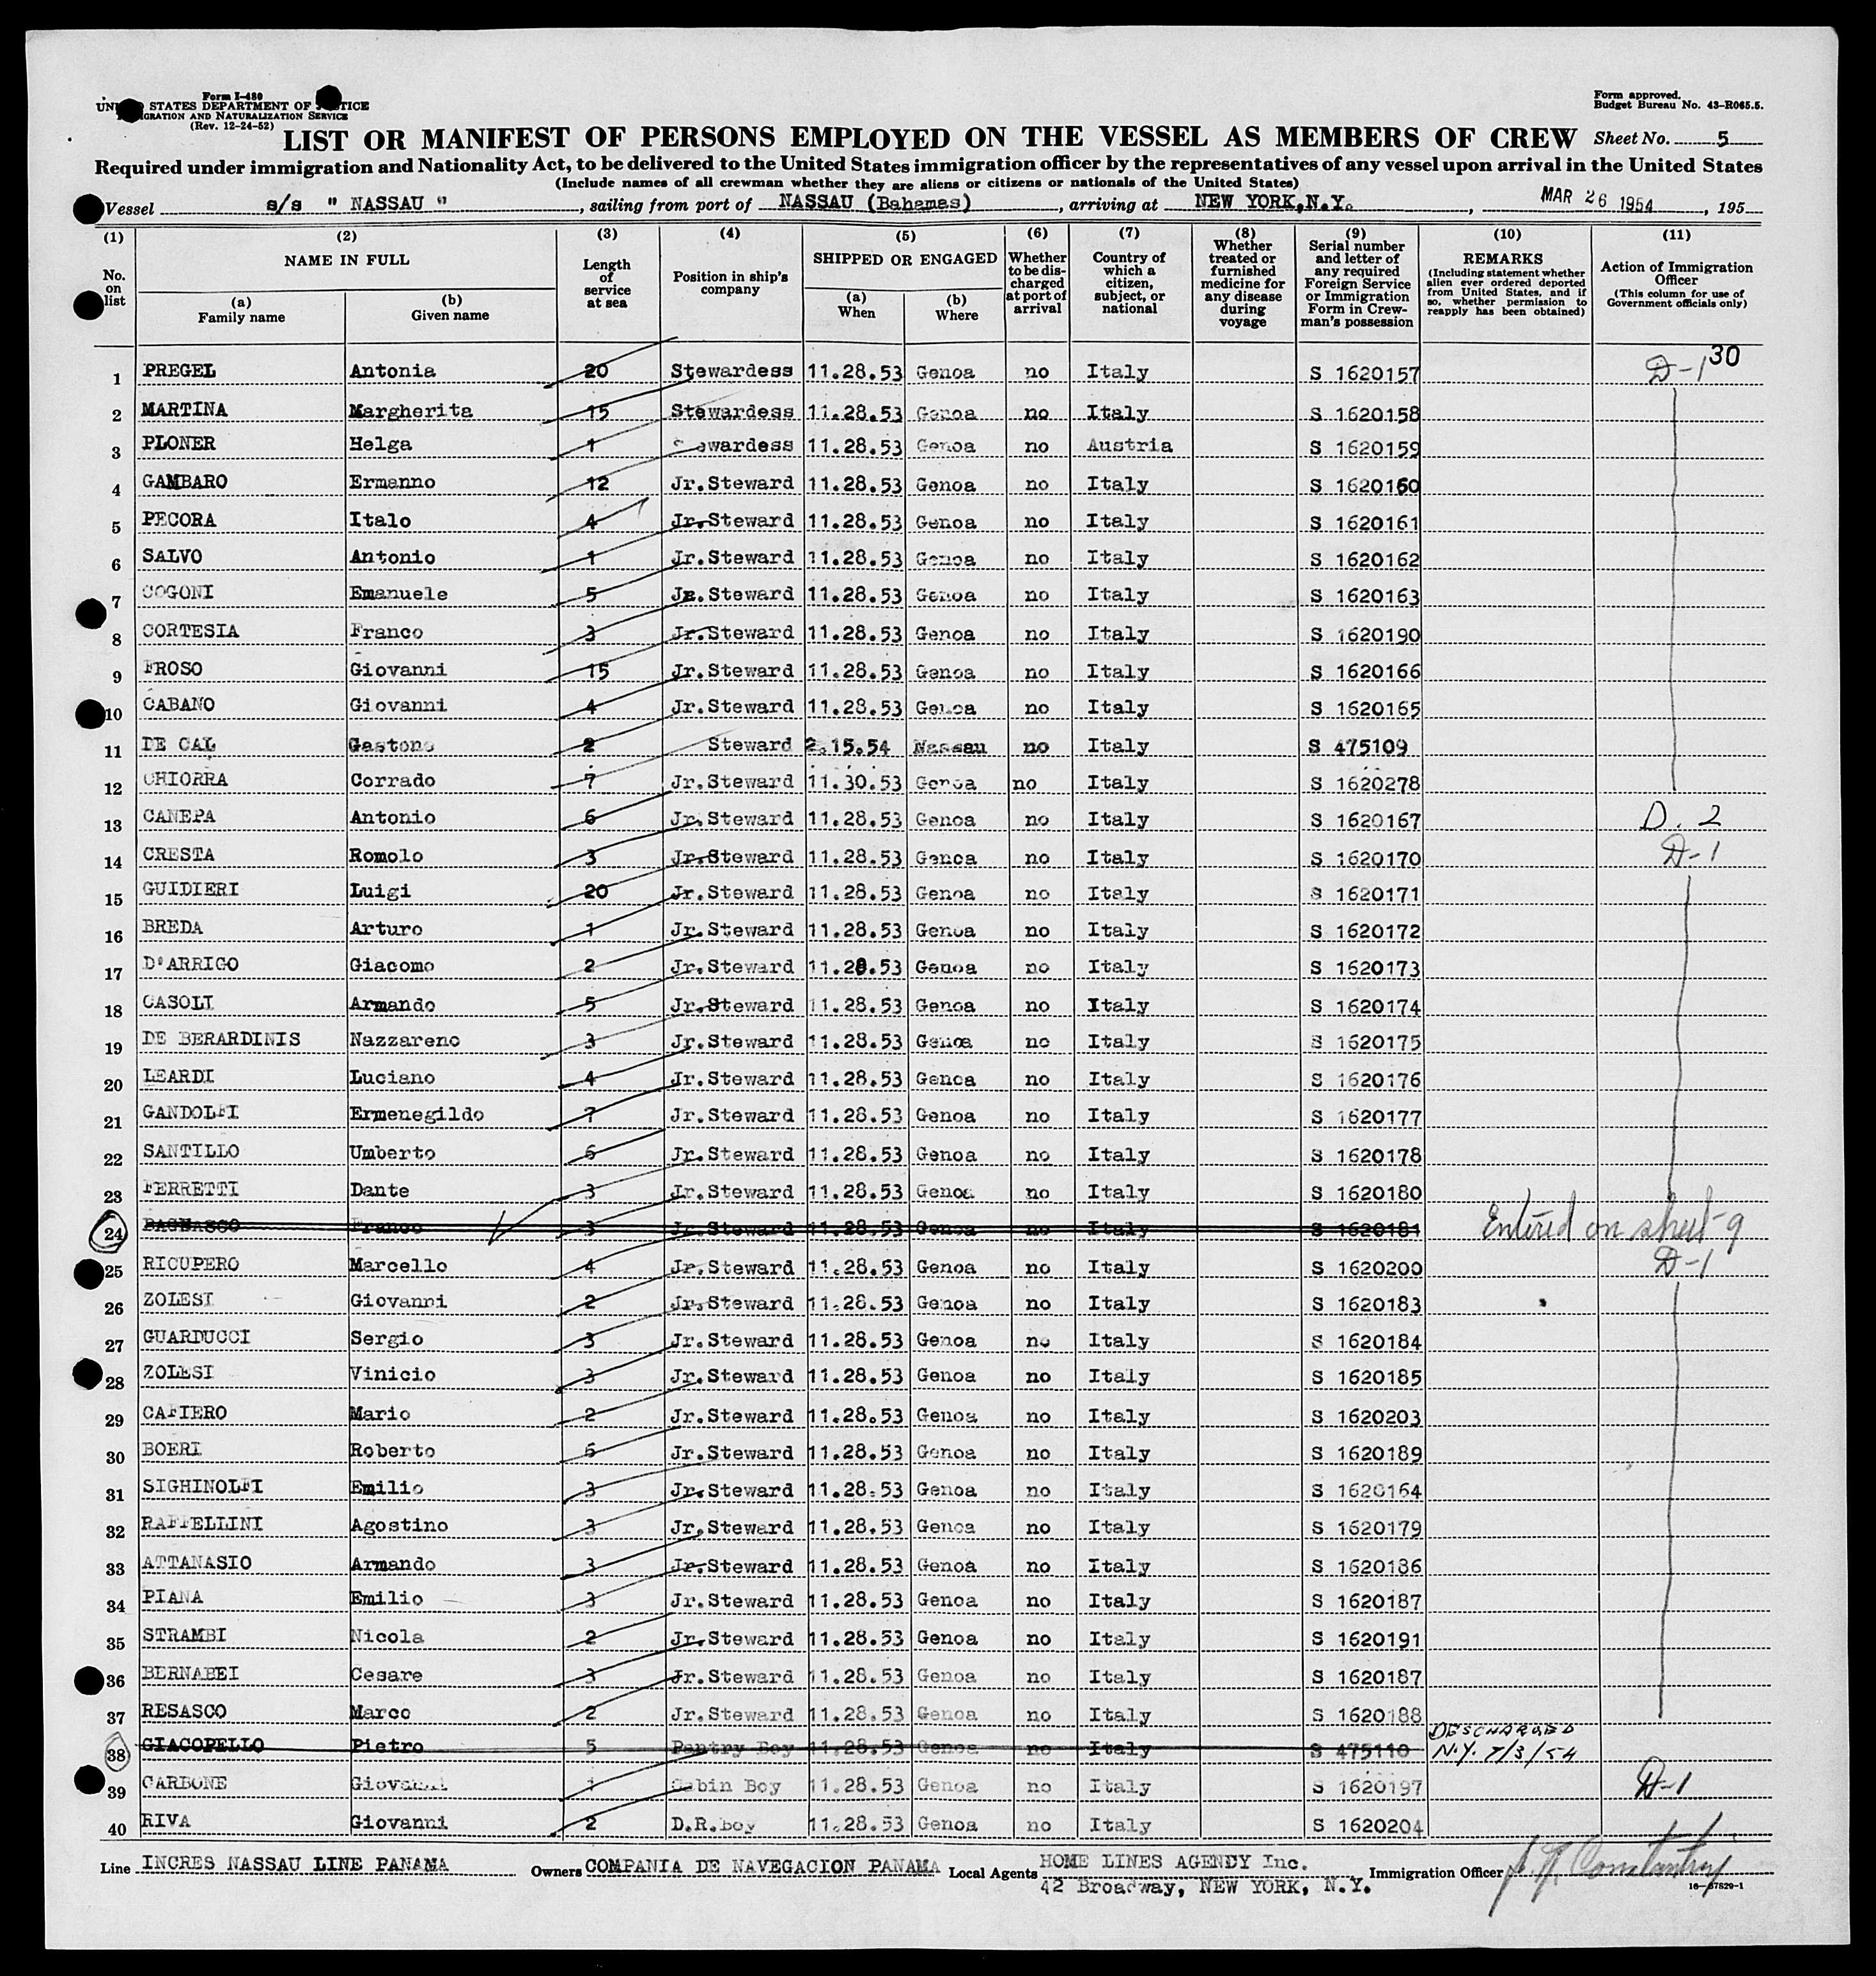 Form I-480
UNITED STATES DEPARTMENT OF JUSTICE
IMMIGRATION AND NATURALIZATION SERVICE
(Rev. 12-24-52)
Form approved.
Budget Bureau No. 43-R065.5.
LIST OR MANIFEST OF PERSONS EMPLOYED ON THE VESSEL AS MEMBERS OF CREW Sheet No. 5
Required under immigration and Nationality Act, to be delivered to the United States immigration officer by the representatives of any vessel upon arrival in the United States
(Include names of all crewman whether they are aliens or citizens or nationals of the United States)
Vessel s/s " NASSAU ", sailing from port of NASSAU (Bahamas), arriving at NEW YORK,N.Y., MAR 26 1954, 195
(1) No. on list
(2) NAME IN FULL (a) Family name (b) Given name
(3) Length of service at sea
(4) Position in ship's company
(5) SHIPPED OR ENGAGED (a) When (b) Where
(6) Whether to be discharged at port of arrival
(7) Country of which a citizen, subject, or national
(8) Whether treated or furnished medicine for any disease during voyage
(9) Serial number and letter of any required Foreign Service or Immigration Form in Crewman's possession
(10) REMARKS (Including statement whether alien ever ordered deported from United States, and if so, whether permission to reapply has been obtained)
(11) Action of Immigration Officer (This column for use of Government officials only)
1 PREGEL Antonia 20 Stewardess 11.28.53 Genoa no Italy S 1620157 D-1 30
2 MARTINA Margherita 15 Stewardess 11.28.53 Genoa no Italy S 1620158
3 PLONER Helga 1 Stewardess 11.28.53 Genoa no Austria S 1620159
4 GAMBARO Ermanno 12 Jr.Steward 11.28.53 Genoa no Italy S 1620160
5 PECORA Italo 4 Jr.Steward 11.28.53 Genoa no Italy S 1620161
6 SALVO Antonio 1 Jr.Steward 11.28.53 Genoa no Italy S 1620162
7 COGONI Emanuele 5 Jr.Steward 11.28.53 Genoa no Italy S 1620163
8 CORTESIA Franco 3 Jr.Steward 11.28.53 Genoa no Italy S 1620190
9 FROSO Giovanni 15 Jr.Steward 11.28.53 Genoa no Italy S 1620166
10 CABANO Giovanni 4 Jr.Steward 11.28.53 Genoa no Italy S 1620165
11 DE CAL Gastone 2 Steward 2.15.54 Nassau no Italy S 475109
12 CHIORRA Corrado 7 Jr.Steward 11.30.53 Genoa no Italy S 1620278
13 CANEPA Antonio 6 Jr.Steward 11.28.53 Genoa no Italy S 1620167 D. 2
14 CRESTA Romolo 3 Jr.Steward 11.28.53 Genoa no Italy S 1620170 D-1
15 GUIDIERI Luigi 20 Jr.Steward 11.28.53 Genoa no Italy S 1620171
16 BREDA Arturo 1 Jr.Steward 11.28.53 Genoa no Italy S 1620172
17 D'ARRIGO Giacomo 2 Jr.Steward 11.28.53 Genoa no Italy S 1620173
18 CASOLI Armando 5 Jr.Steward 11.28.53 Genoa no Italy S 1620174
19 DE BERARDINIS Nazzareno 3 Jr.Steward 11.28.53 Genoa no Italy S 1620175
20 LEARDI Luciano 4 Jr.Steward 11.28.53 Genoa no Italy S 1620176
21 GANDOLFI Ermenegildo 7 Jr.Steward 11.28.53 Genoa no Italy S 1620177
22 SANTILLO Umberto 6 Jr.Steward 11.28.53 Genoa no Italy S 1620178
23 FERRETTI Dante 3 Jr.Steward 11.28.53 Genoa no Italy S 1620180
24 BAGNASCO Franco 3 Jr.Steward 11.28.53 Genoa no Italy S 1620181 Entered on sheet 9
25 RICUPERO Marcello 4 Jr.Steward 11.28.53 Genoa no Italy S 1620200 D-1
26 ZOLESI Giovanni 2 Jr.Steward 11.28.53 Genoa no Italy S 1620183
27 GUARDUCCI Sergio 3 Jr.Steward 11.28.53 Genoa no Italy S 1620184
28 ZOLESI Vinicio 3 Jr.Steward 11.28.53 Genoa no Italy S 1620185
29 CAFIERO Mario 2 Jr.Steward 11.28.53 Genoa no Italy S 1620203
30 BOERI Roberto 6 Jr.Steward 11.28.53 Genoa no Italy S 1620189
31 SIGHINOLFI Emilio 3 Jr.Steward 11.28.53 Genoa no Italy S 1620164
32 RAFFELLINI Agostino 3 Jr.Steward 11.28.53 Genoa no Italy S 1620179
33 ATTANASIO Armando 3 Jr.Steward 11.28.53 Genoa no Italy S 1620186
34 PIANA Emilio 3 Jr.Steward 11.28.53 Genoa no Italy S 1620187
35 STRAMBI Nicola 2 Jr.Steward 11.28.53 Genoa no Italy S 1620191
36 BERNABEI Cesare 3 Jr.Steward 11.28.53 Genoa no Italy S 1620187
37 RESASCO Marco 2 Jr.Steward 11.28.53 Genoa no Italy S 1620188
38 GIACOPELLO Pietro 5 Pantry Boy 11.28.53 Genoa no Italy S 475110 DESCHARGED N.Y.
39 CARBONE Giovanni 1 Cabin Boy 11.28.53 Genoa no Italy S 1620197 D-1
40 RIVA Giovanni 2 D.R.boy 11.28.53 Genoa no Italy S 1620204
Line INCRES NASSAU LINE PANAMA Owners COMPANIA DE NAVEGACION PANAMA Local Agents HOME LINES AGENDY Inc. Immigration Officer
42 Broadway, NEW YORK, N.Y.
16—67829-1